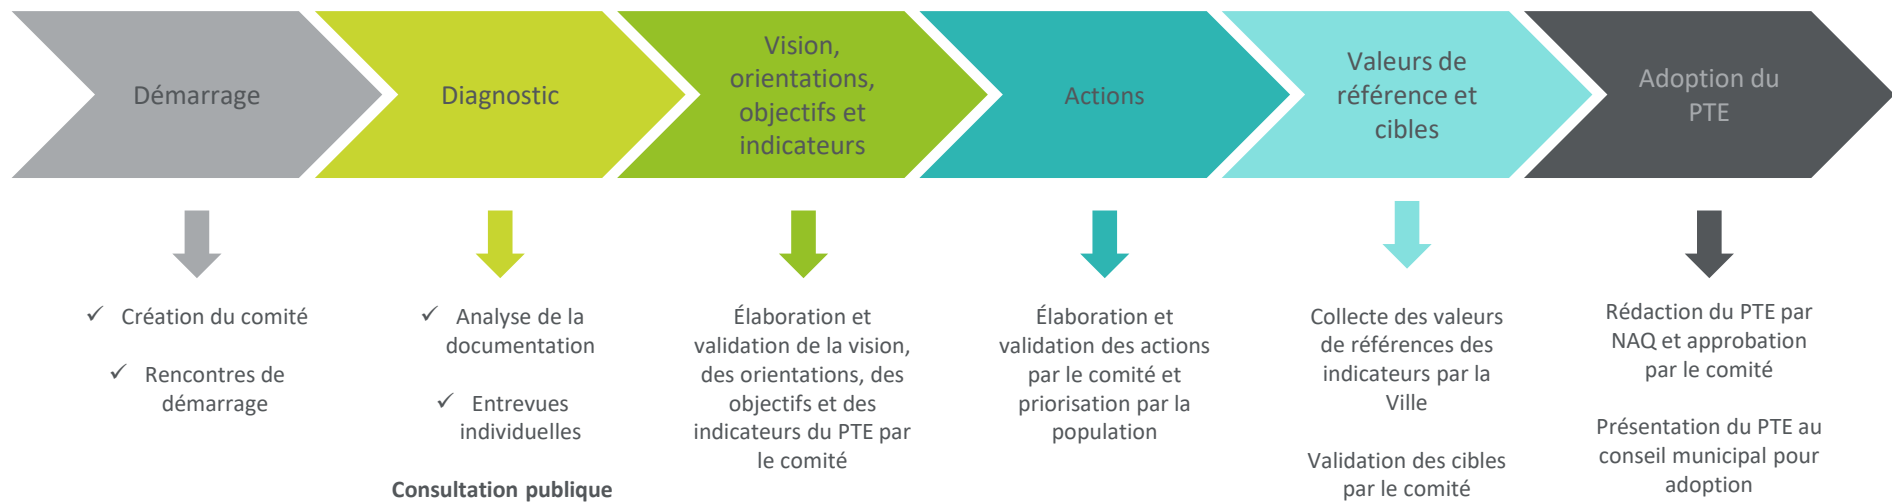 Démarrage
Diagnostic
Vision,
orientations,
objectifs et
indicateurs
Actions
Valeurs de
référence et
cibles
Adoption du
PTE
✓ Création du comité
✓ Rencontres de
démarrage
✓ Analyse de la
documentation
✓ Entrevues
individuelles
Consultation publique
Élaboration et
validation de la vision,
des orientations, des
objectifs et des
indicateurs du PTE par
le comité
Élaboration et
validation des actions
par le comité et
priorisation par la
population
Collecte des valeurs
de références des
indicateurs par la
Ville
Validation des cibles
par le comité
Rédaction du PTE par
NAQ et approbation
par le comité
Présentation du PTE au
conseil municipal pour
adoption